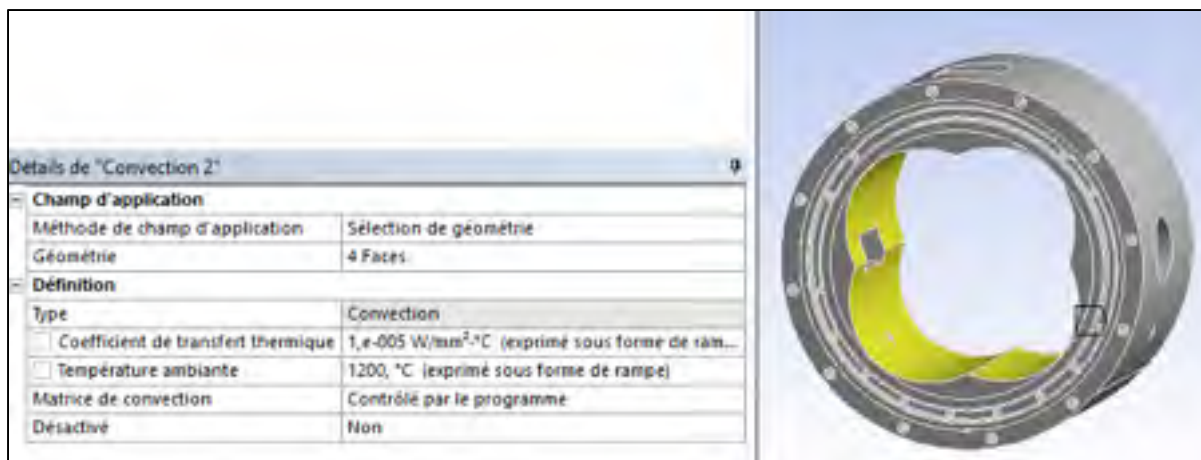 Détails de "Convection 2"
Champ d'application
Méthode de champ d'application Sélection de géométrie
Géométrie 4 Faces
Définition
Type Convection
Coefficient de transfert thermique 1,e-005 W/mm²·°C (exprimé sous forme de ram...
Température ambiante 1200, °C (exprimé sous forme de rampe)
Matrice de convection Contrôlé par le programme
Désactivé Non